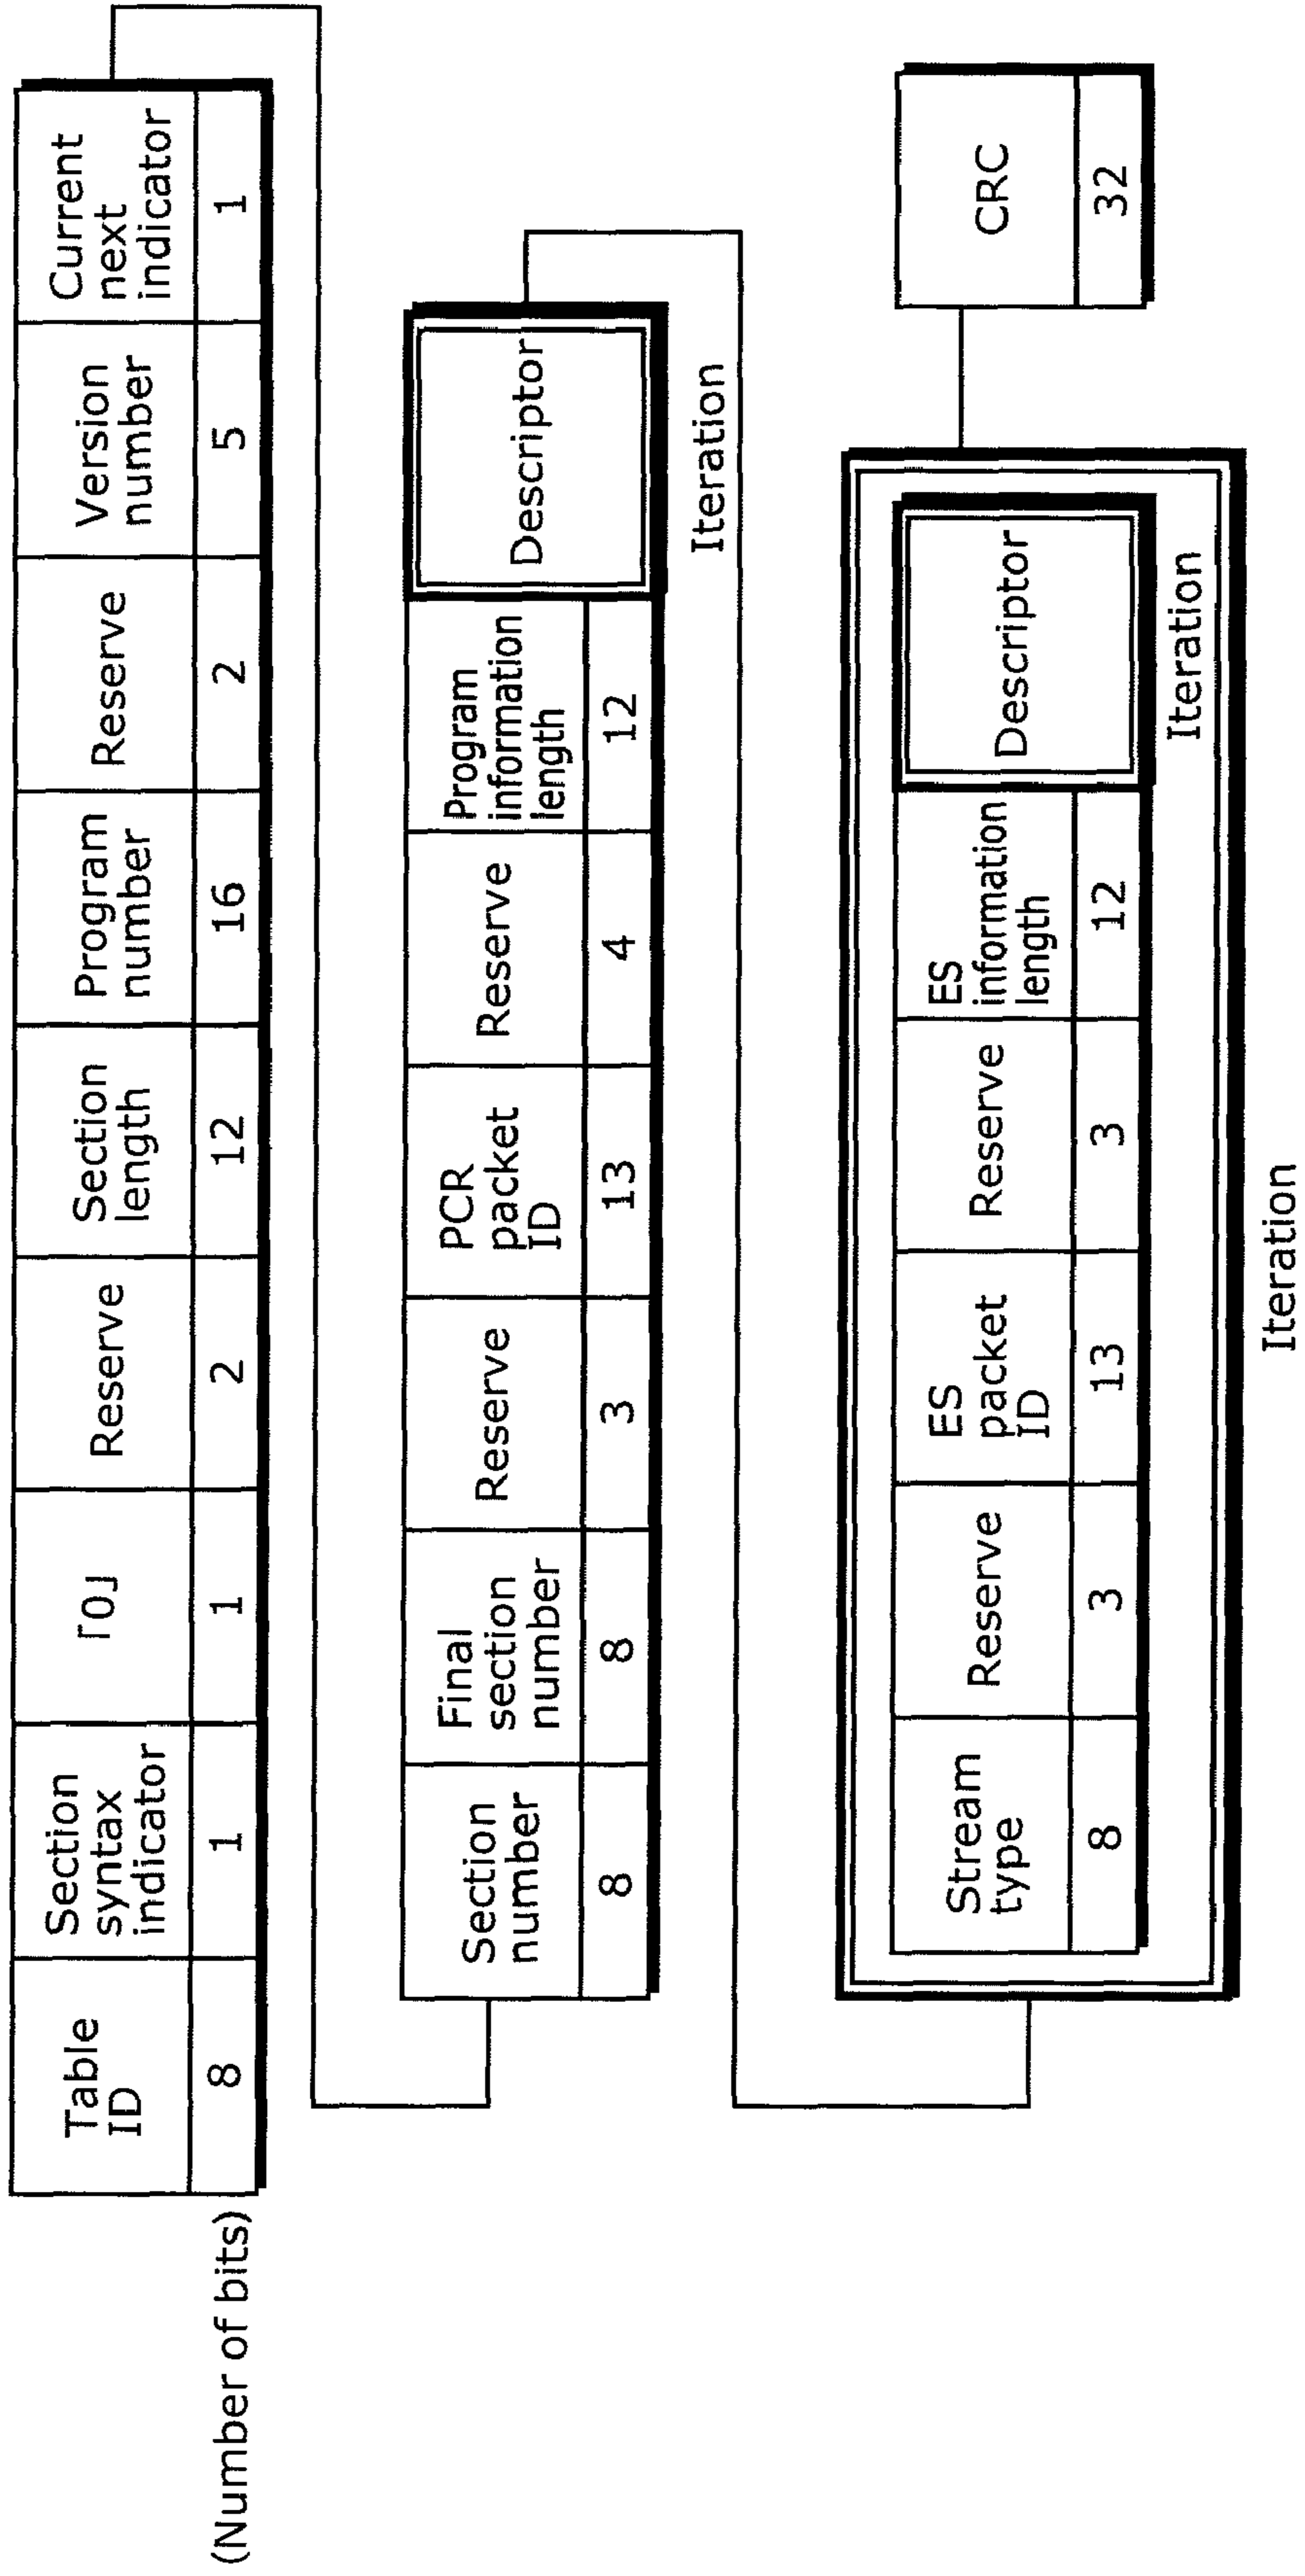 Table
ID
Section
syntax
indicator
「0」
Reserve
Section
length
Program
number
Reserve
Version
number
Current
next
indicator
(Number of bits)
8
1
1
2
12
16
2
5
1
Section
number
Final
section
number
Reserve
PCR
packet
ID
Reserve
Program
information
length
Descriptor
8
8
3
13
4
12
Iteration
Stream
type
Reserve
ES
packet
ID
Reserve
ES
information
length
Descriptor
CRC
8
3
13
3
12
32
Iteration
Iteration